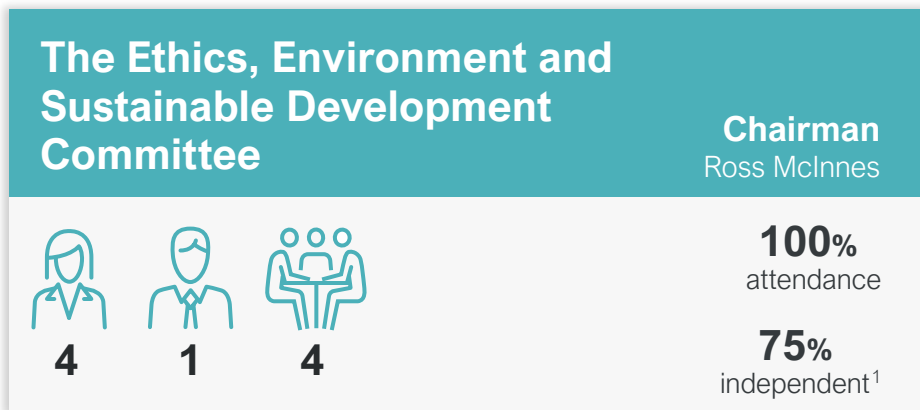 The Ethics, Environment and
Sustainable Development
Committee
Chairman
Ross McInnes
4
1
4
100%
attendance
75%
independent1